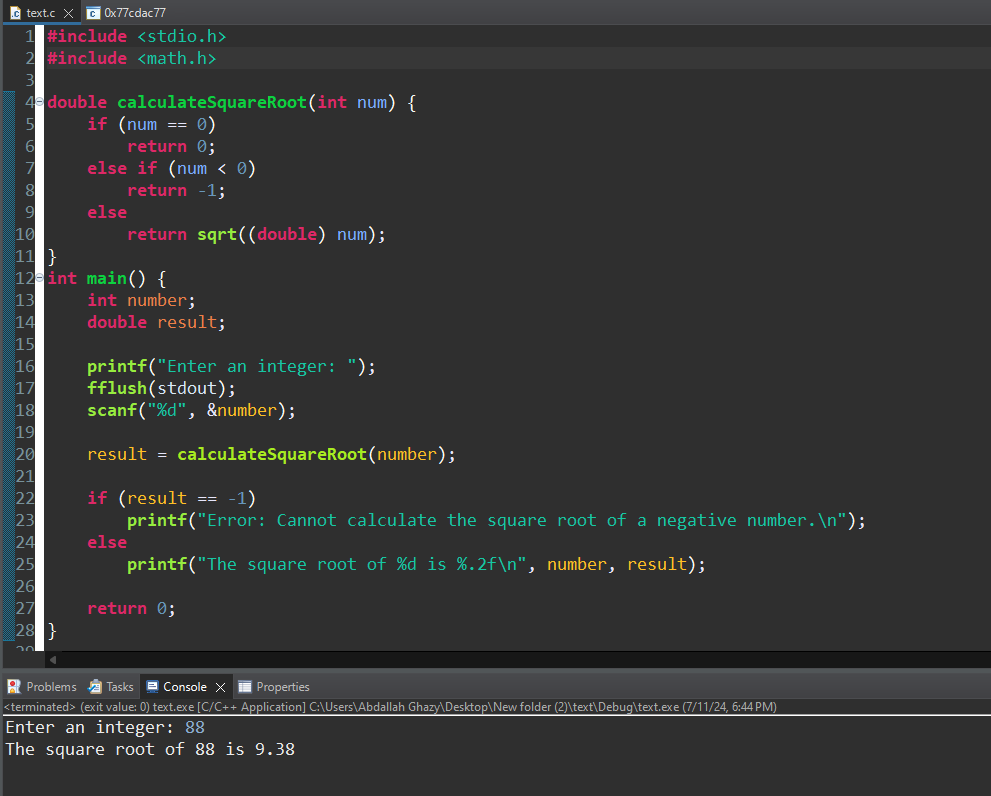 text.c 0x77cdac77
1 #include <stdio.h>
2 #include <math.h>
3
4 double calculateSquareRoot(int num) {
5     if (num == 0)
6         return 0;
7     else if (num < 0)
8         return -1;
9     else
10         return sqrt((double) num);
11 }
12 int main() {
13     int number;
14     double result;
15
16     printf("Enter an integer: ");
17     fflush(stdout);
18     scanf("%d", &number);
19
20     result = calculateSquareRoot(number);
21
22     if (result == -1)
23         printf("Error: Cannot calculate the square root of a negative number.\n");
24     else
25         printf("The square root of %d is %.2f\n", number, result);
26
27     return 0;
28 }
29
Problems Tasks Console Properties
<terminated> (exit value: 0) text.exe [C/C++ Application] C:\Users\Abdallah Ghazy\Desktop\New folder (2)\text\Debug\text.exe (7/11/24, 6:44 PM)
Enter an integer: 88
The square root of 88 is 9.38